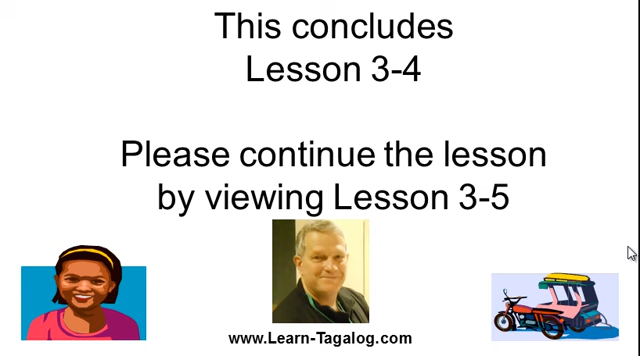 This concludes
Lesson 3-4
Please continue the lesson
by viewing Lesson 3-5
www.Learn-Tagalog.com